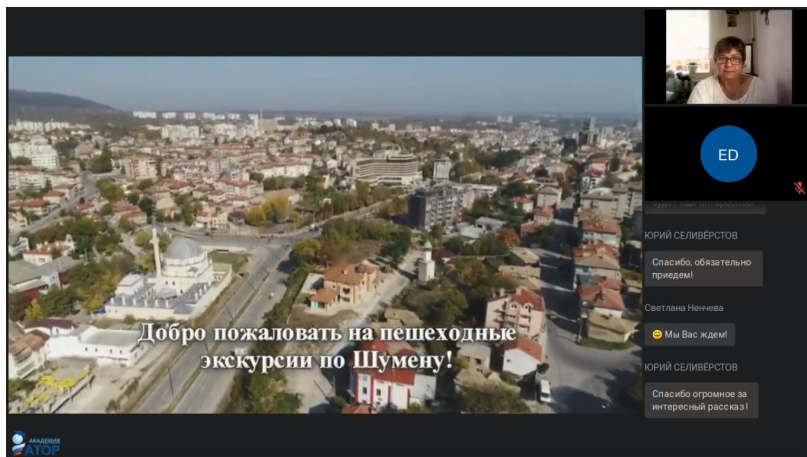 Добро пожаловать на пешеходные
экскурсии по Шумену!
ED
ЮРИЙ СЕЛИВЁРСТОВ
Спасибо, обязательно
приедем!
Светлана Ненчева
😊 Мы Вас ждем!
ЮРИЙ СЕЛИВЁРСТОВ
Спасибо огромное за
интересный рассказ !
АКАДЕМИЯ
АТОР